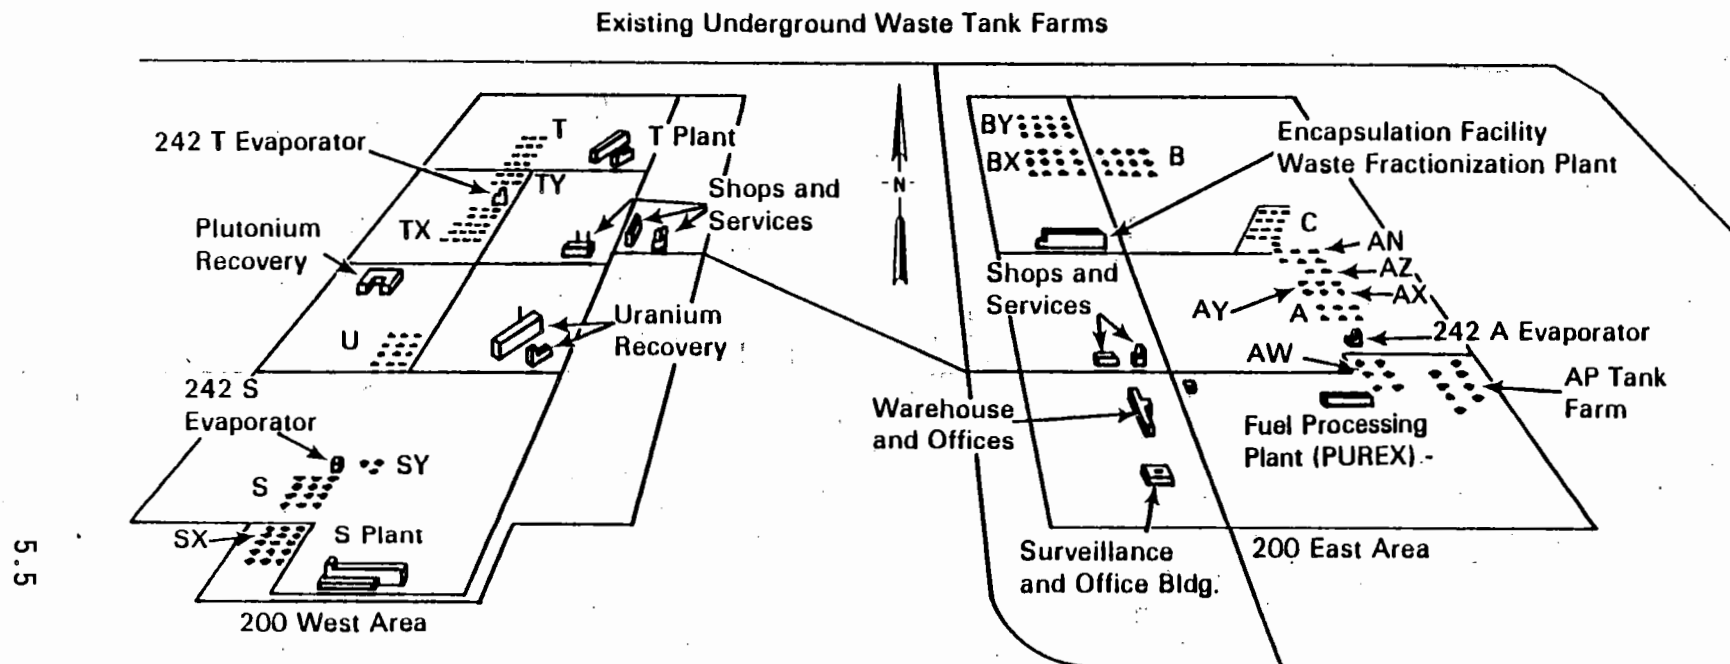 Existing Underground Waste Tank Farms
242 T Evaporator
T
T Plant
TY
TX
Shops and
Services
Plutonium
Recovery
U
Uranium
Recovery
242 S
Evaporator
SY
S
SX
S Plant
200 West Area
5.5
-N-
BY
BX
B
Encapsulation Facility
Waste Fractionization Plant
C
AN
AZ
AX
AY
A
Shops and
Services
242 A Evaporator
AW
AP Tank
Farm
Warehouse
and Offices
Fuel Processing
Plant (PUREX)
Surveillance
and Office Bldg.
200 East Area